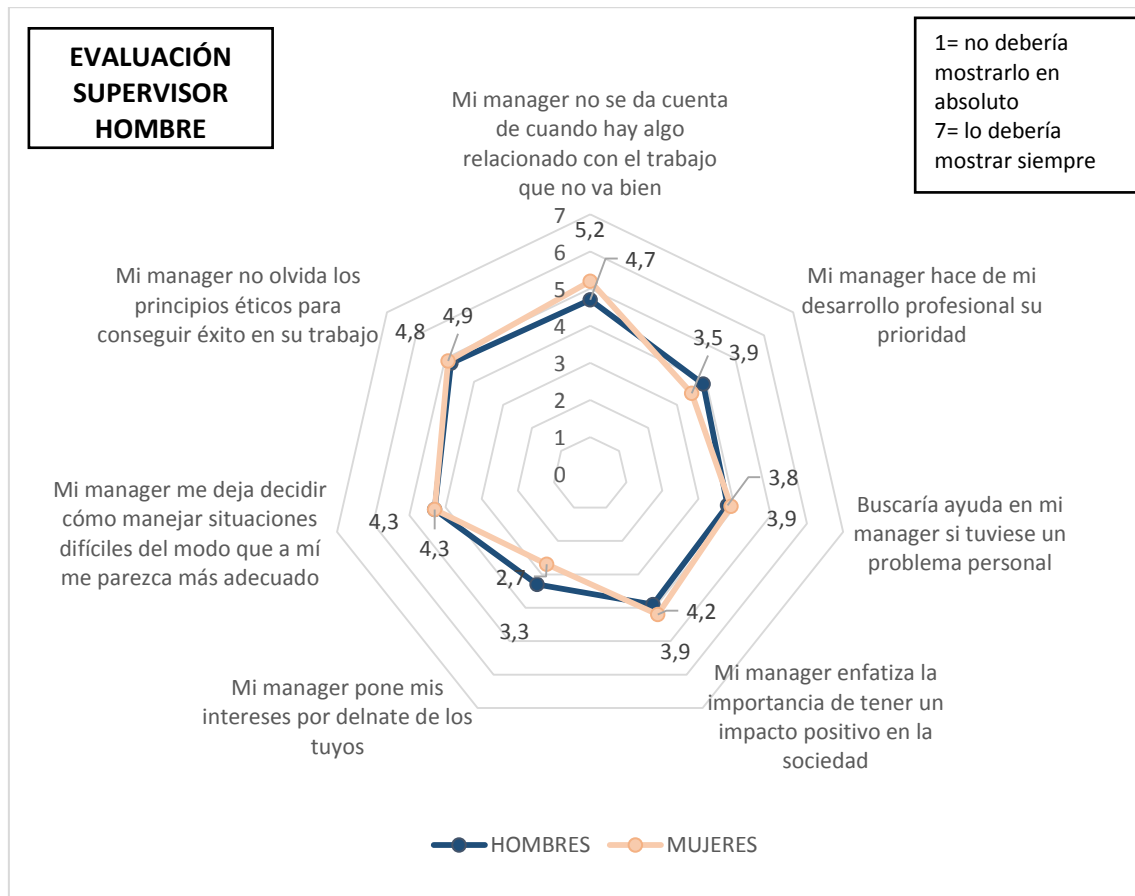 EVALUACIÓN
SUPERVISOR
HOMBRE
1= no debería
mostrarlo en
absoluto
7= lo debería
mostrar siempre
Mi manager no se da cuenta
de cuando hay algo
relacionado con el trabajo
que no va bien
Mi manager hace de mi
desarrollo profesional su
prioridad
Buscaría ayuda en mi
manager si tuviese un
problema personal
Mi manager enfatiza la
importancia de tener un
impacto positivo en la
sociedad
Mi manager pone mis
intereses por delnate de los
tuyos
Mi manager me deja decidir
cómo manejar situaciones
difíciles del modo que a mí
me parezca más adecuado
Mi manager no olvida los
principios éticos para
conseguir éxito en su trabajo
7
6
5
4
3
2
1
0
5,2
4,7
3,5
3,9
3,8
3,9
4,2
3,9
2,7
3,3
4,3
4,3
4,8
4,9
HOMBRES
MUJERES